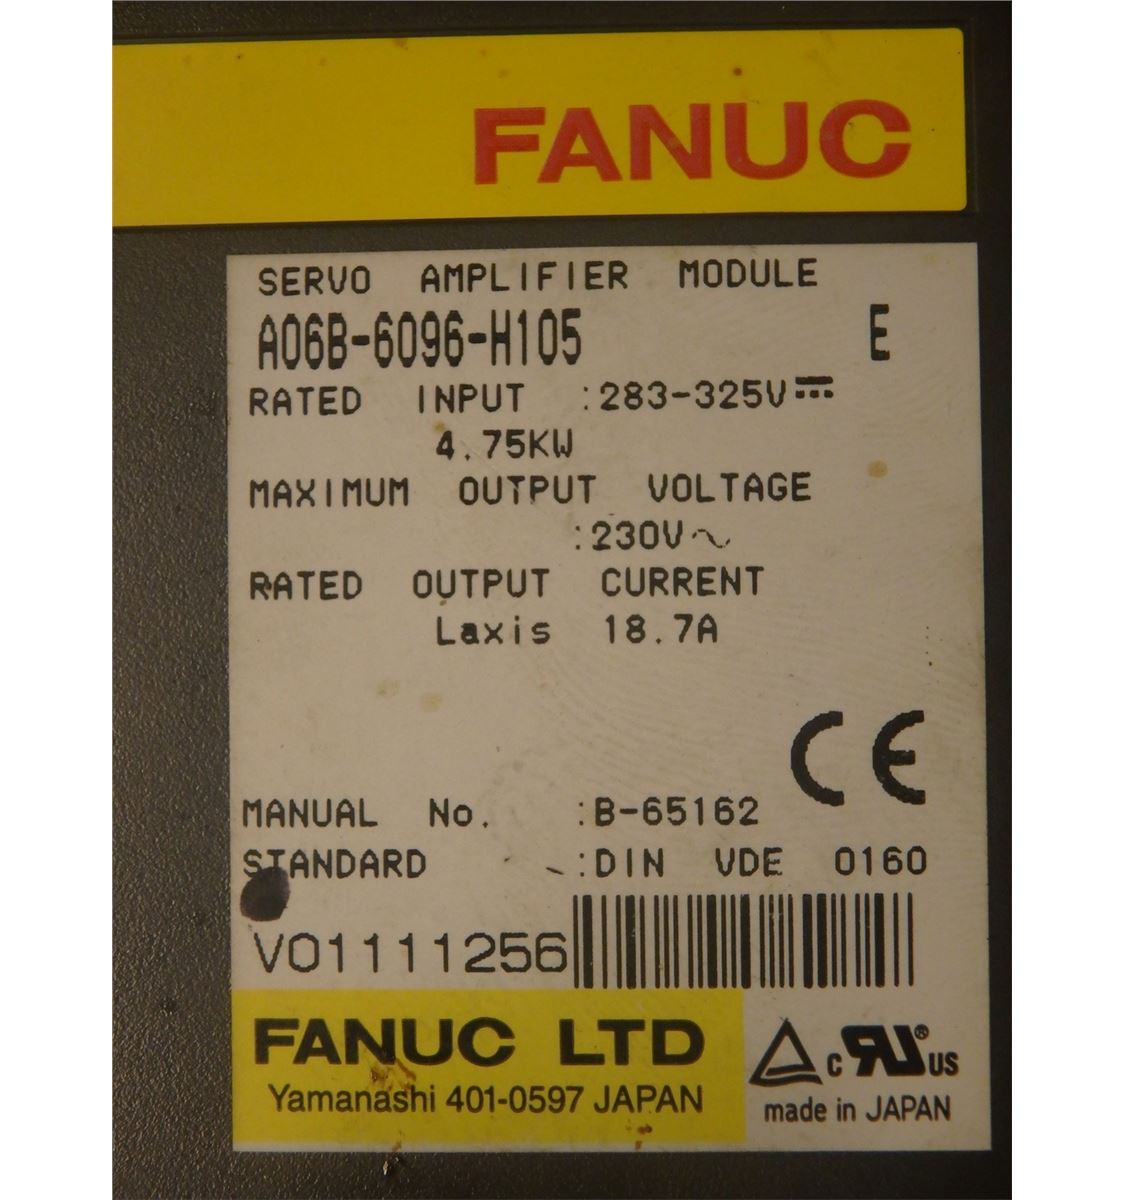 FANUC
SERVO AMPLIFIER MODULE
A06B-6096-H105 E
RATED INPUT :283-325V⎓
4.75KW
MAXIMUM OUTPUT VOLTAGE
:230V~
RATED OUTPUT CURRENT
Laxis 18.7A
CE
MANUAL No. :B-65162
STANDARD :DIN VDE 0160
V01111256
FANUC LTD
Yamanashi 401-0597 JAPAN
c RU® US
made in JAPAN